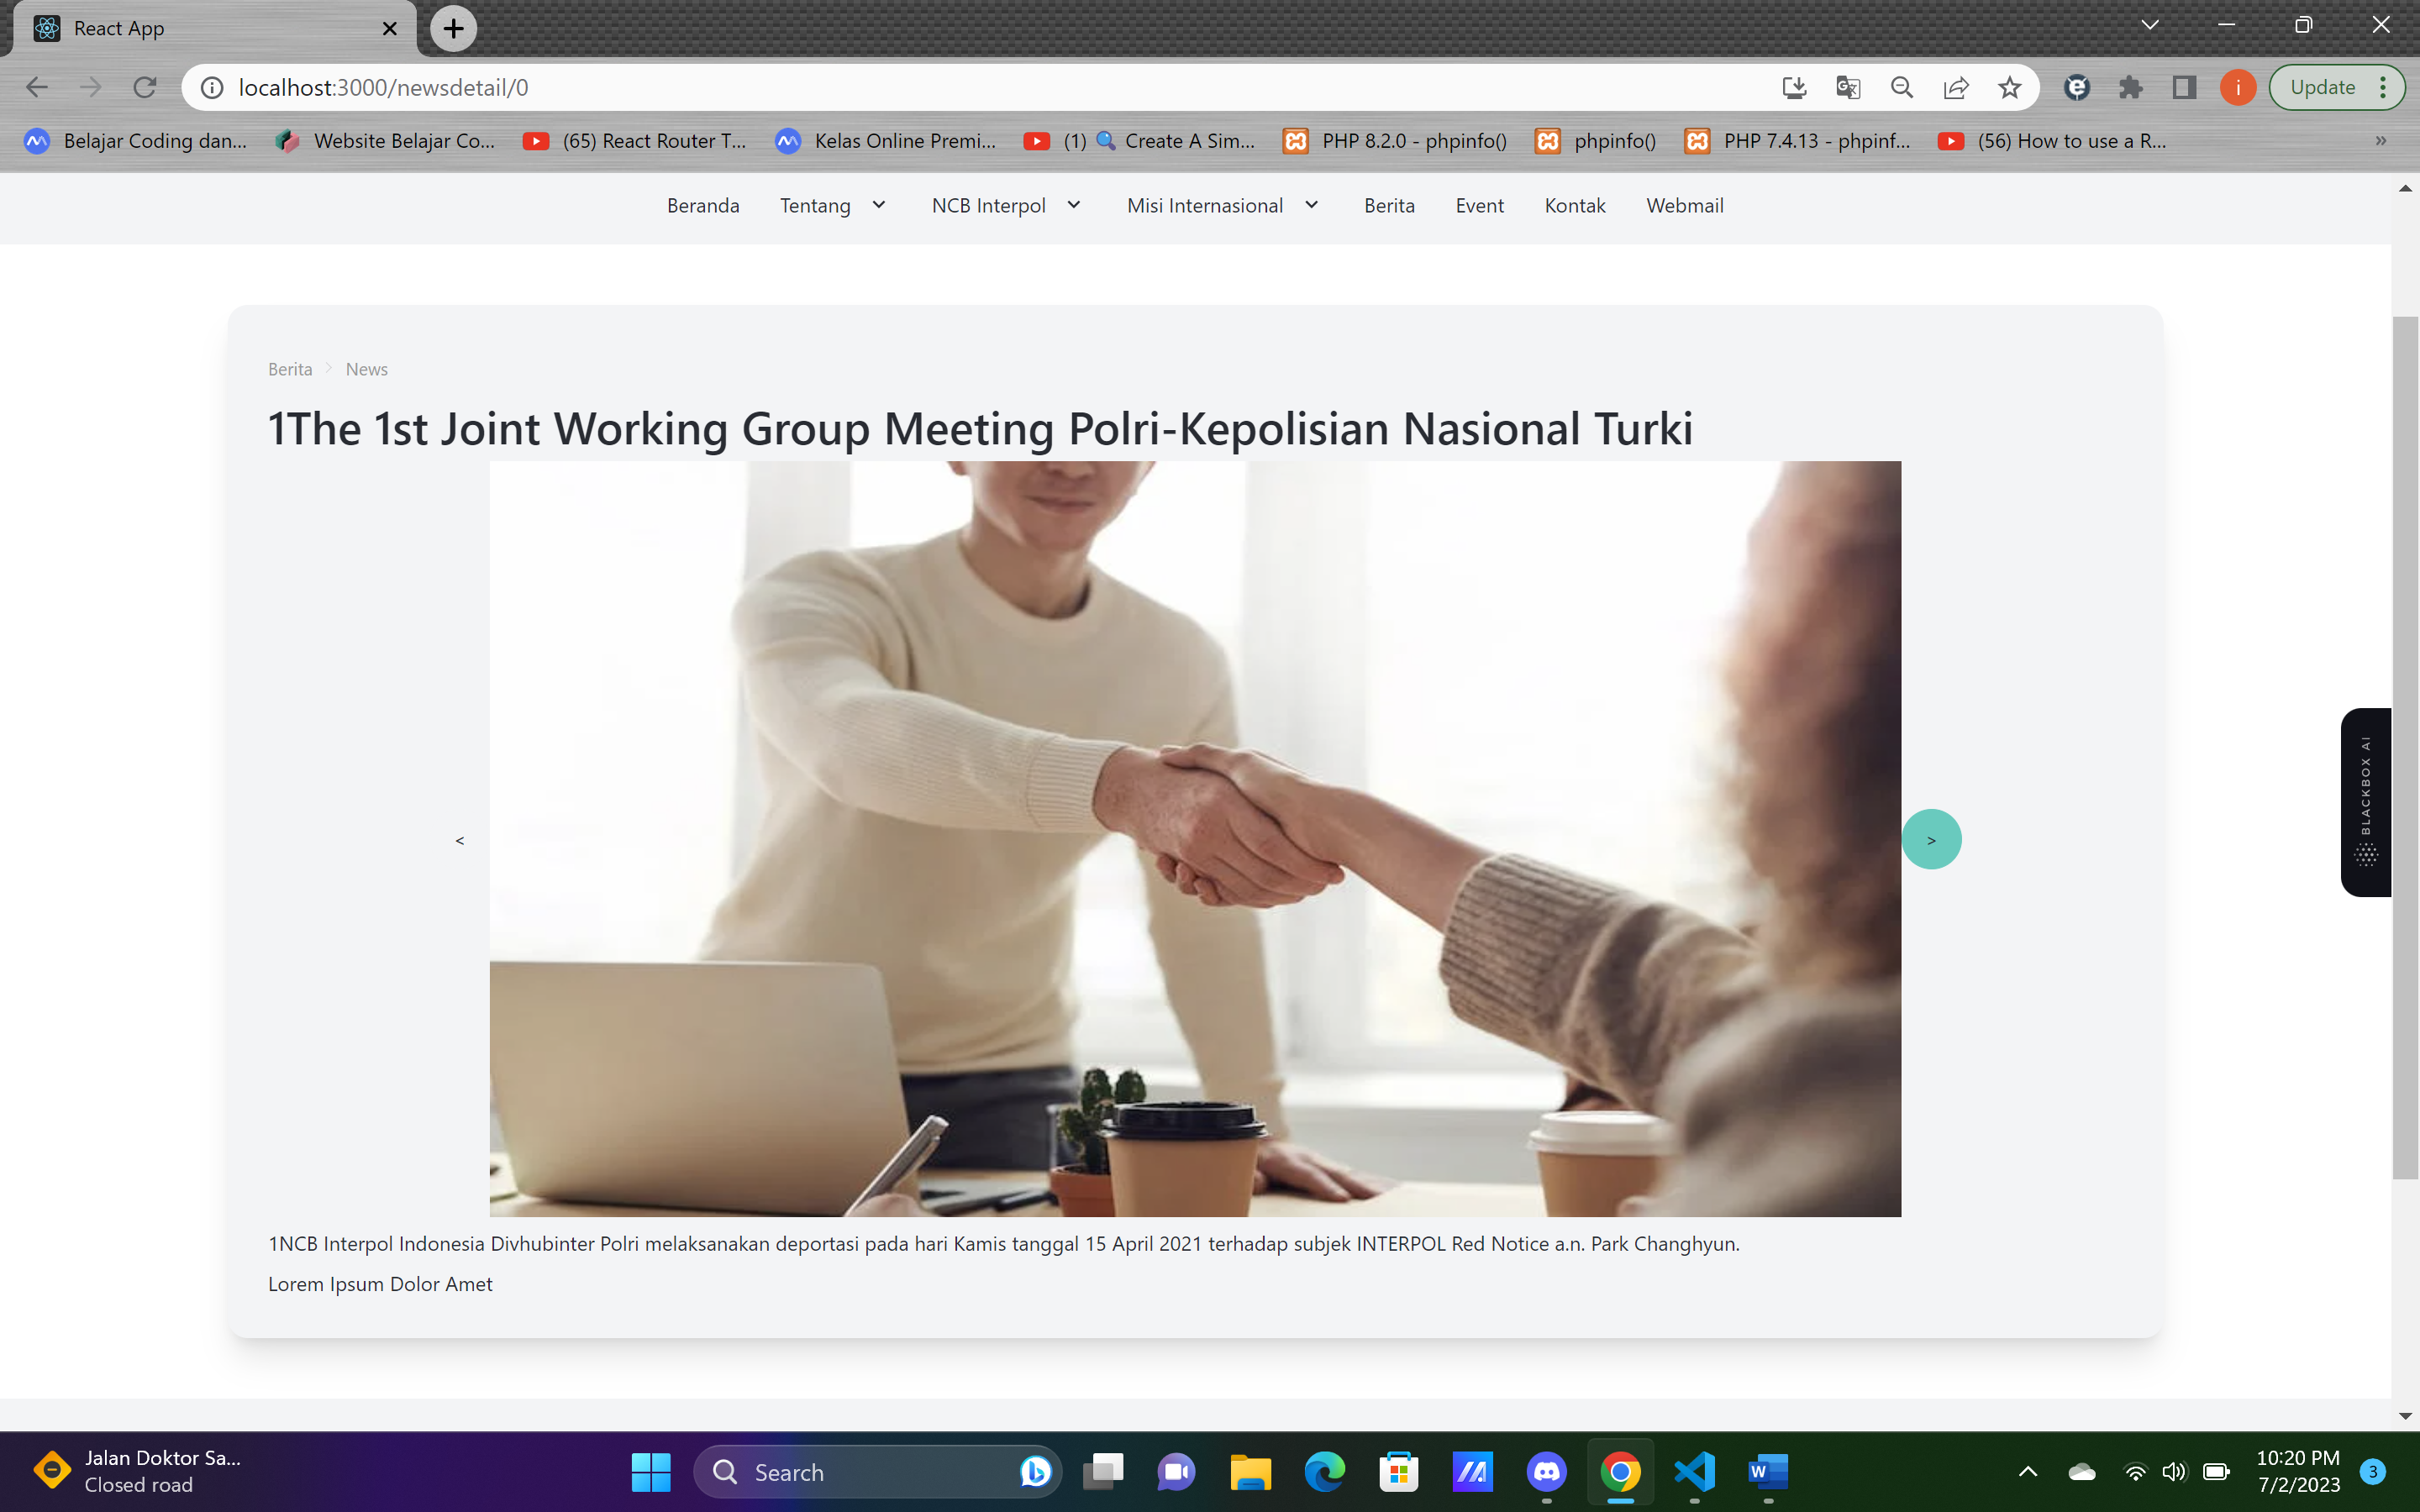 React App
localhost:3000/newsdetail/0
Update
Belajar Coding dan... Website Belajar Co... (65) React Router T... Kelas Online Premi... (1) 🔍 Create A Sim... PHP 8.2.0 - phpinfo() phpinfo() PHP 7.4.13 - phpinf... (56) How to use a R... »
Beranda Tentang NCB Interpol Misi Internasional Berita Event Kontak Webmail
Berita > News
1The 1st Joint Working Group Meeting Polri-Kepolisian Nasional Turki
< >
BLACKBOX AI
1NCB Interpol Indonesia Divhubinter Polri melaksanakan deportasi pada hari Kamis tanggal 15 April 2021 terhadap subjek INTERPOL Red Notice a.n. Park Changhyun.
Lorem Ipsum Dolor Amet
Jalan Doktor Sa...
Closed road
Search
10:20 PM
7/2/2023
3